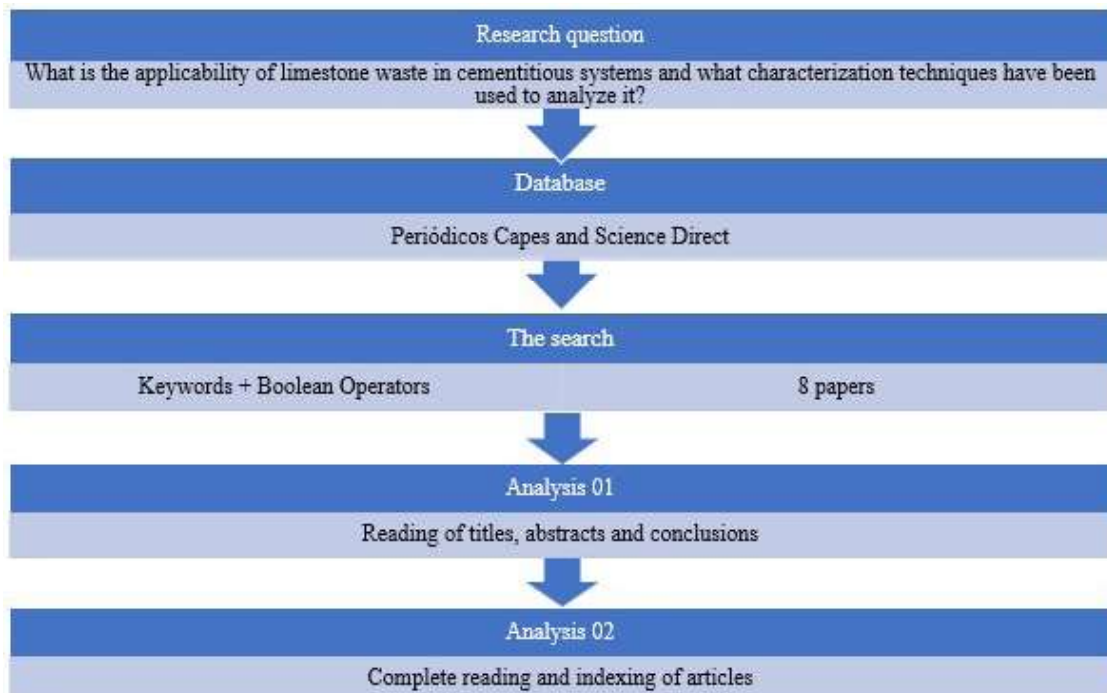 Research question
What is the applicability of limestone waste in cementitious systems and what characterization techniques have been
used to analyze it?
Database
Periódicos Capes and Science Direct
The search
Keywords + Boolean Operators
8 papers
Analysis 01
Reading of titles, abstracts and conclusions
Analysis 02
Complete reading and indexing of articles